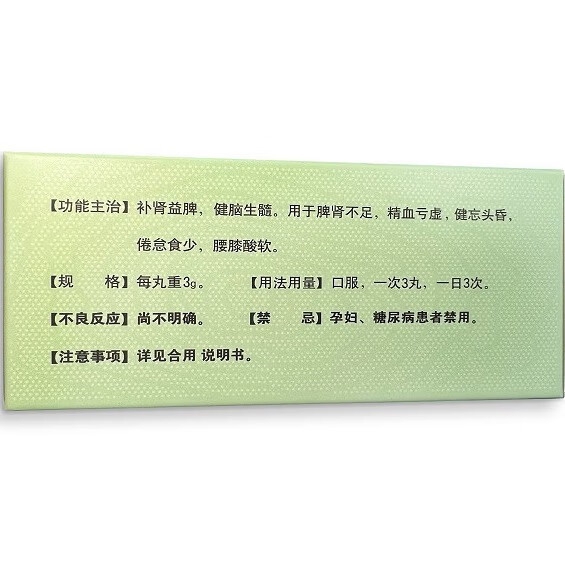 【功能主治】补肾益脾，健脑生髓。用于脾肾不足，精血亏虚，健忘头昏，
倦怠食少，腰膝酸软。
【规　　格】每丸重3g。　　【用法用量】口服，一次3丸，一日3次。
【不良反应】尚不明确。　　【禁　　忌】孕妇、糖尿病患者禁用。
【注意事项】详见合用 说明书。